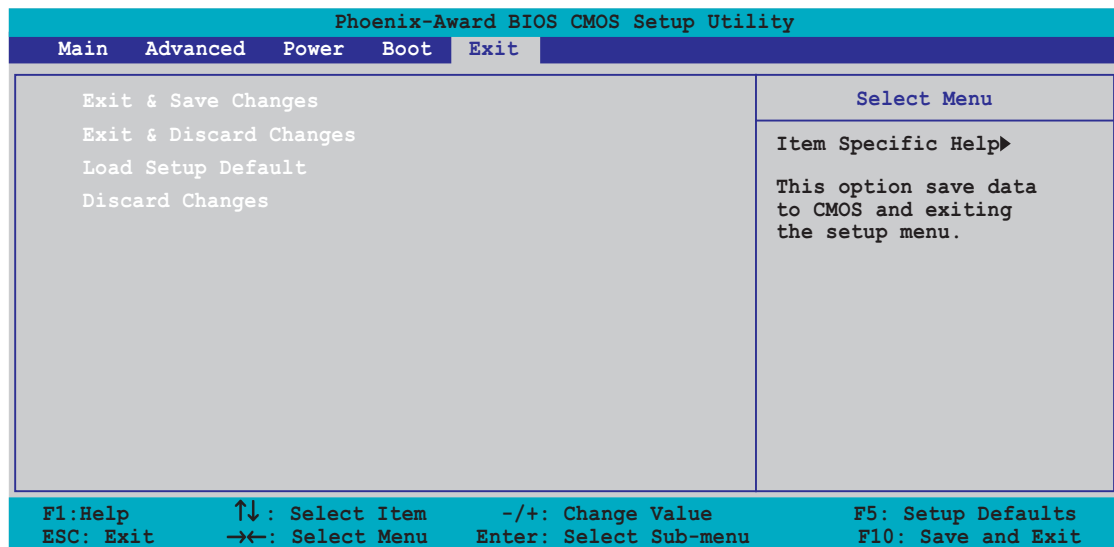 Phoenix-Award BIOS CMOS Setup Utility
Main Advanced Power Boot Exit
Exit & Save Changes
Exit & Discard Changes
Load Setup Default
Discard Changes
Select Menu
Item Specific Help▶
This option save data
to CMOS and exiting
the setup menu.
F1:Help ↑↓: Select Item -/+: Change Value F5: Setup Defaults
ESC: Exit →←: Select Menu Enter: Select Sub-menu F10: Save and Exit